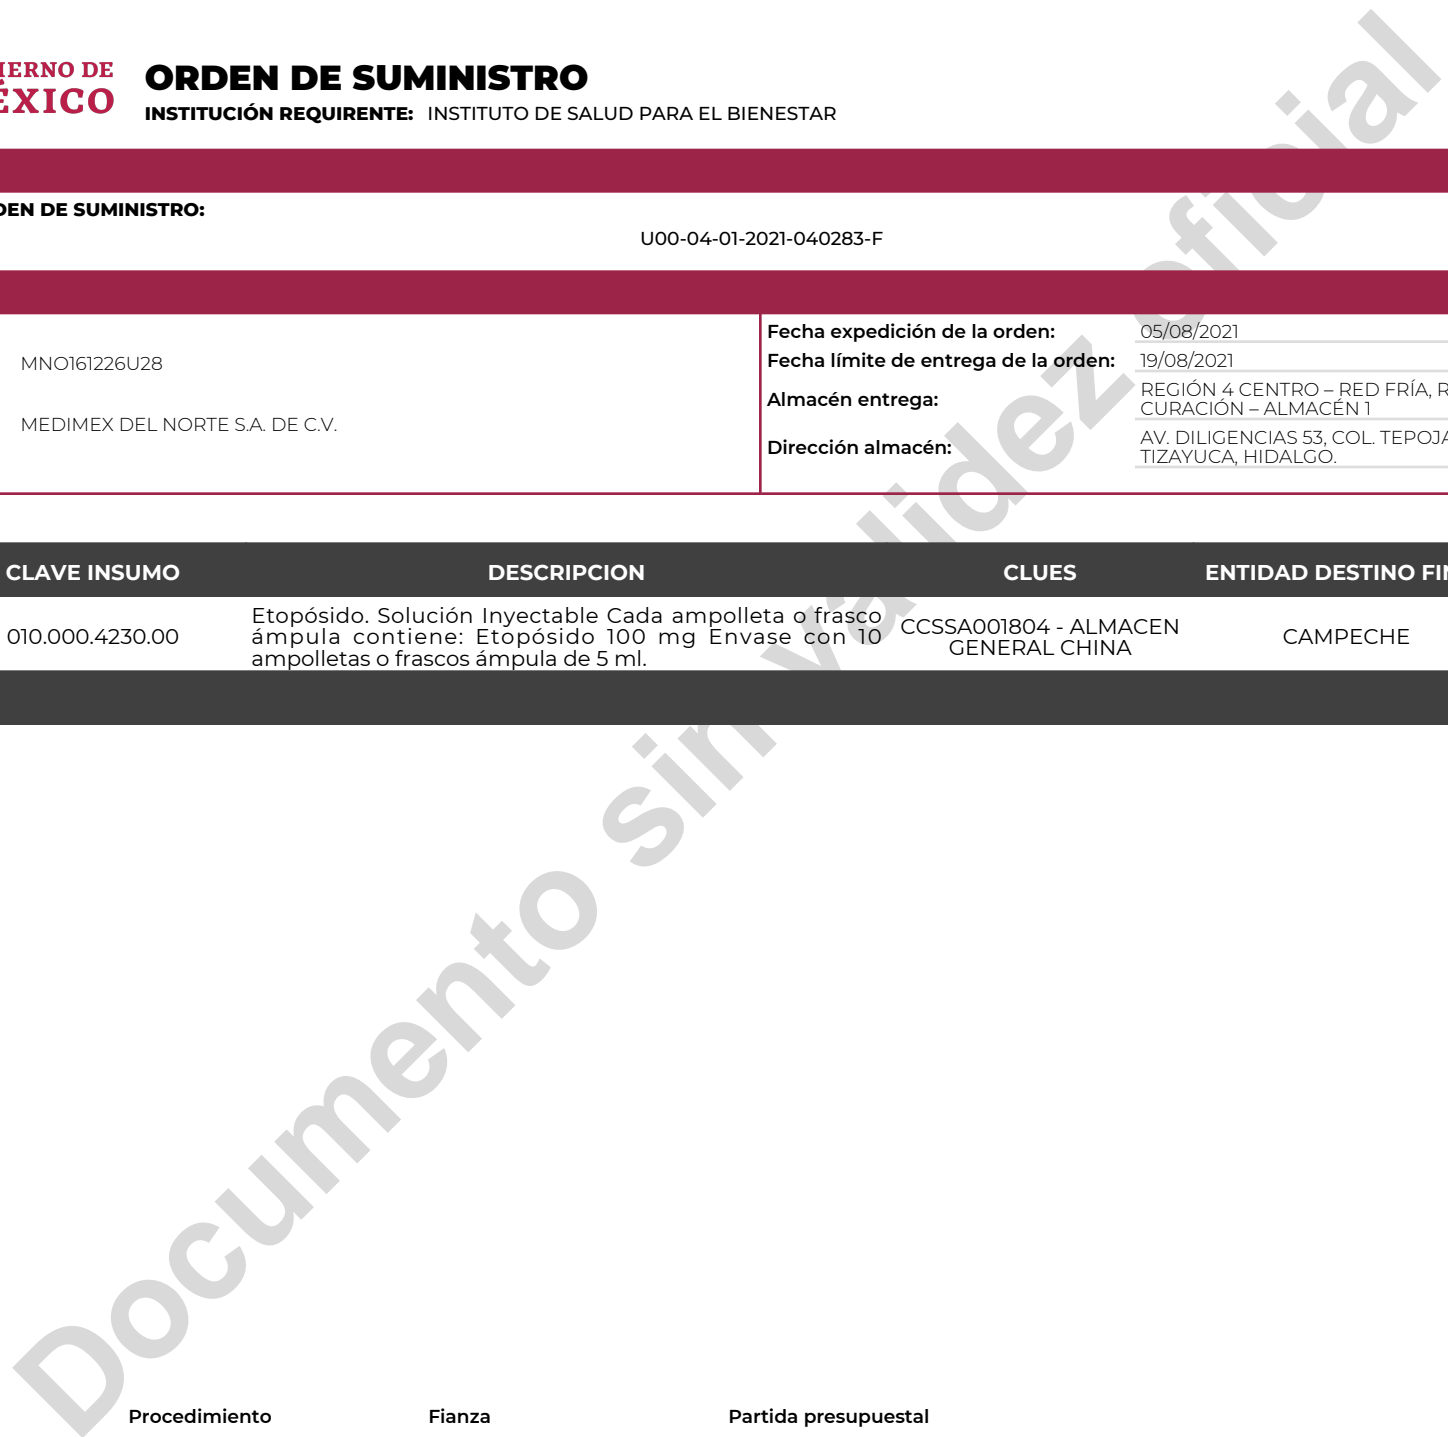 IERNO DE
ÉXICO
ORDEN DE SUMINISTRO
INSTITUCIÓN REQUIRENTE: INSTITUTO DE SALUD PARA EL BIENESTAR
DEN DE SUMINISTRO:
U00-04-01-2021-040283-F
MNO161226U28
MEDIMEX DEL NORTE S.A. DE C.V.
Fecha expedición de la orden: 05/08/2021
Fecha límite de entrega de la orden: 19/08/2021
Almacén entrega: REGIÓN 4 CENTRO – RED FRÍA, R
CURACIÓN – ALMACÉN 1
Dirección almacén: AV. DILIGENCIAS 53, COL. TEPOJA
TIZAYUCA, HIDALGO.
CLAVE INSUMO DESCRIPCION CLUES ENTIDAD DESTINO FIN
010.000.4230.00
Etopósido. Solución Inyectable Cada ampolleta o frasco
ámpula contiene: Etopósido 100 mg Envase con 10
ampolletas o frascos ámpula de 5 ml.
CCSSA001804 - ALMACEN
GENERAL CHINA
CAMPECHE
Documento sin validez oficial
Procedimiento Fianza Partida presupuestal